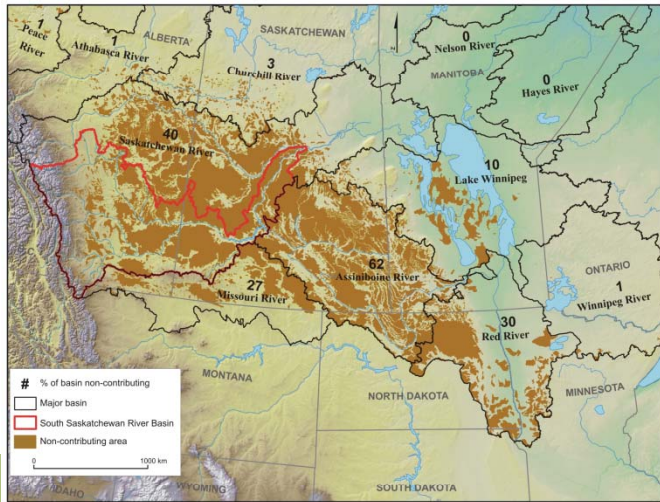 1
Peace
River
1
Athabasca River
ALBERTA
SASKATCHEWAN
3
Churchill River
0
Nelson River
MANITOBA
0
Hayes River
40
Saskatchewan River
10
Lake Winnipeg
62
Assiniboine River
27
Missouri River
ONTARIO
1
Winnipeg River
30
Red River
MONTANA
NORTH DAKOTA
MINNESOTA
IDAHO
WYOMING
SOUTH DAKOTA
# % of basin non-contributing
Major basin
South Saskatchewan River Basin
Non-contributing area
0 1000 km